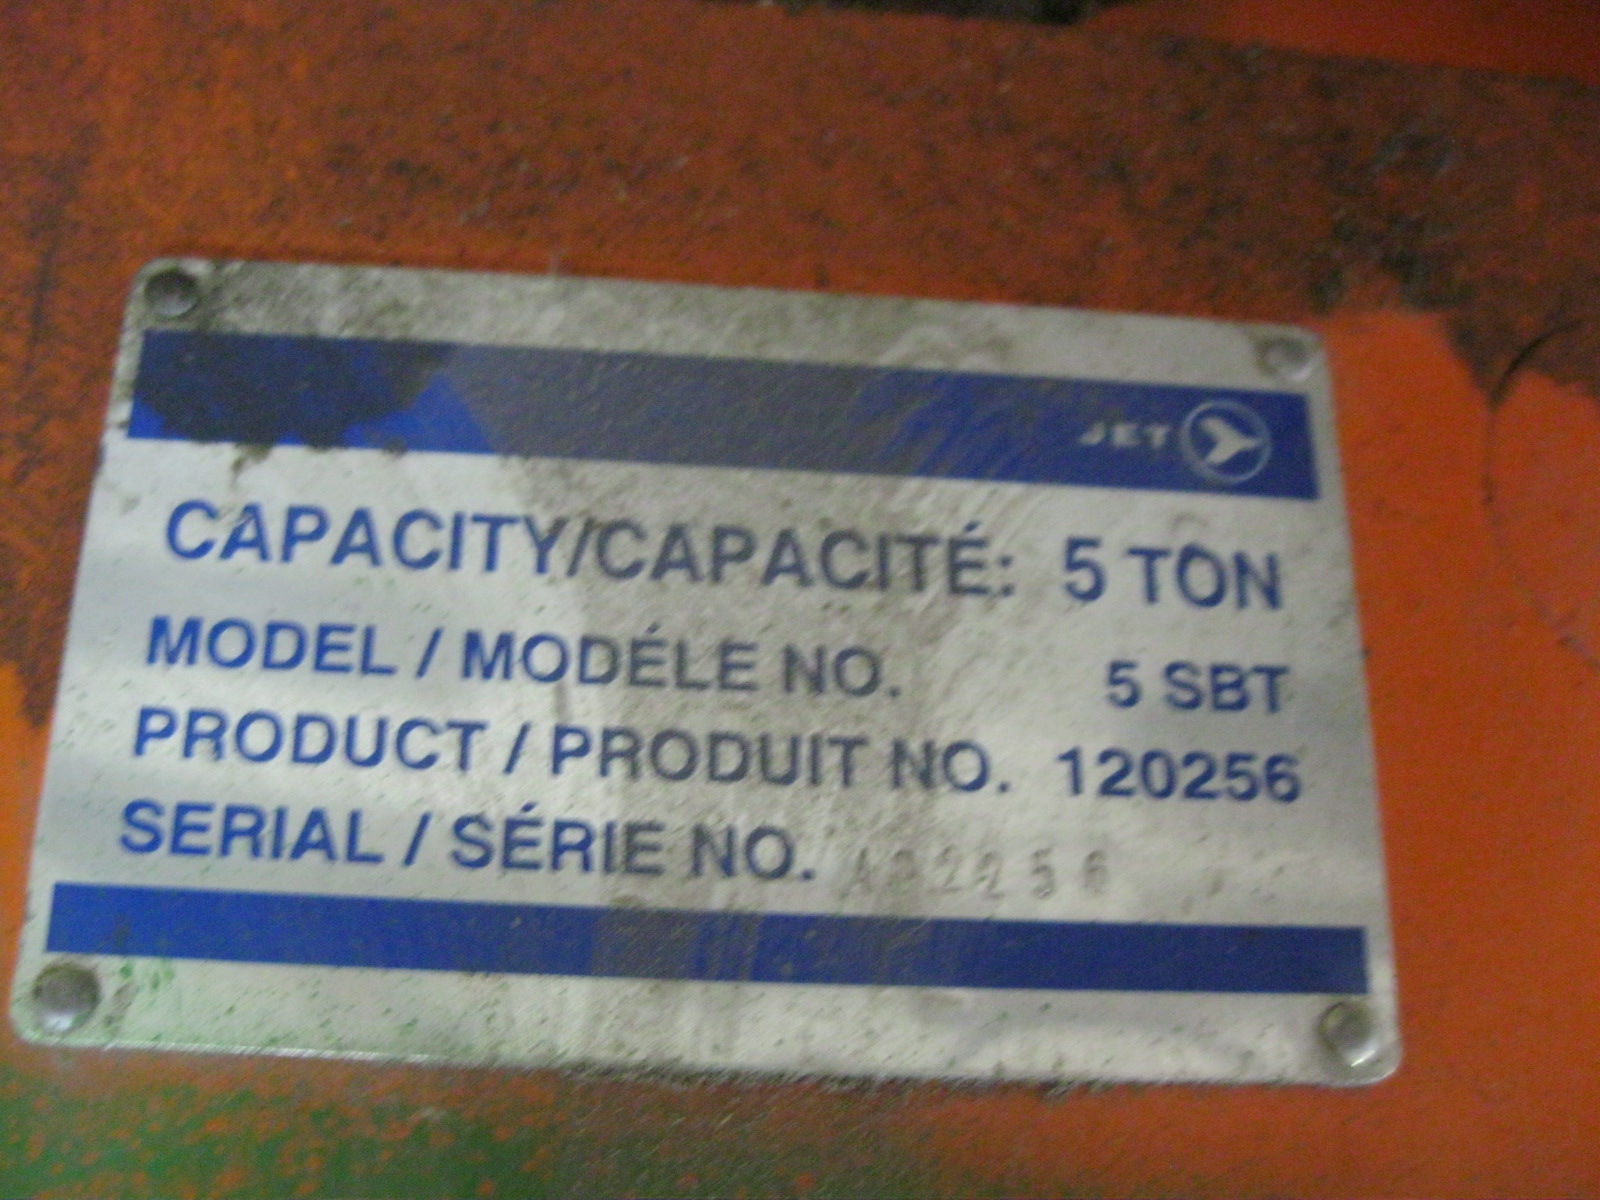 JET
CAPACITY/CAPACITÉ: 5 TON
MODEL / MODÉLE NO. 5 SBT
PRODUCT / PRODUIT NO. 120256
SERIAL / SÉRIE NO.